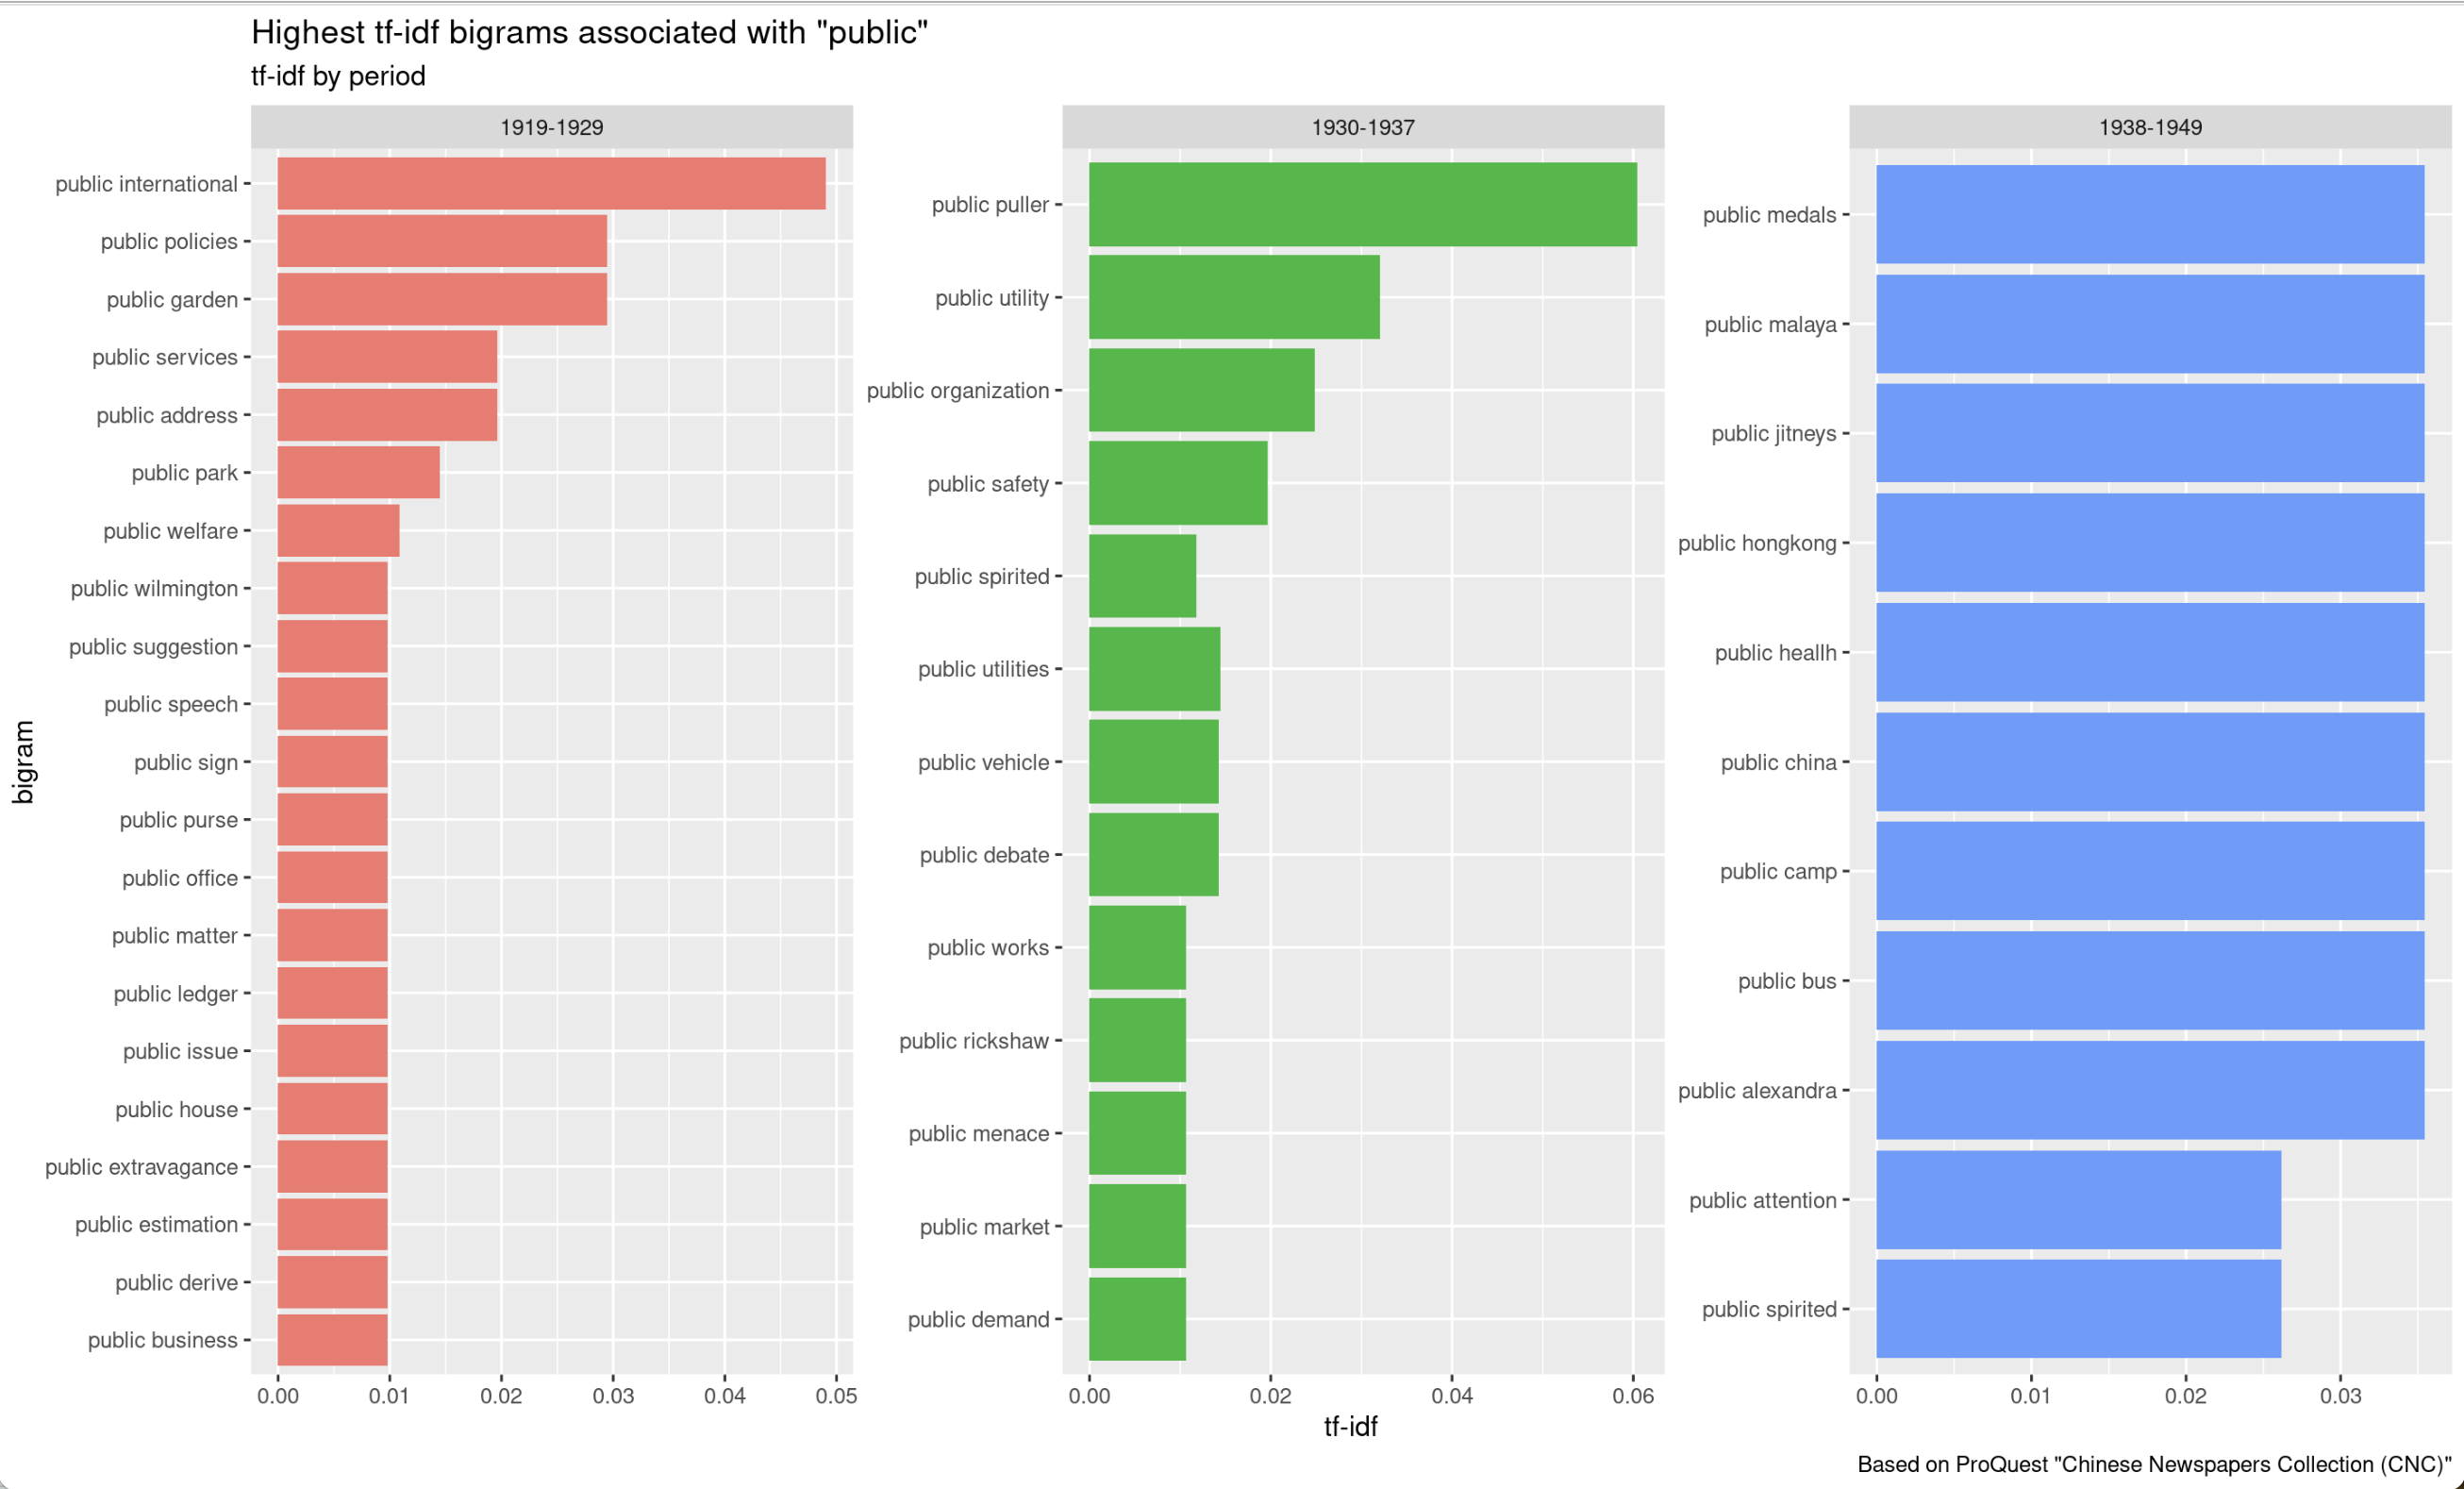 Highest tf-idf bigrams associated with "public"
tf-idf by period
1919-1929
public international
public policies
public garden
public services
public address
public park
public welfare
public wilmington
public suggestion
public speech
public sign
public purse
public office
public matter
public ledger
public issue
public house
public extravagance
public estimation
public derive
public business
0.00 0.01 0.02 0.03 0.04 0.05
1930-1937
public puller
public utility
public organization
public safety
public spirited
public utilities
public vehicle
public debate
public works
public rickshaw
public menace
public market
public demand
0.00 0.02 0.04 0.06
1938-1949
public medals
public malaya
public jitneys
public hongkong
public heallh
public china
public camp
public bus
public alexandra
public attention
public spirited
0.00 0.01 0.02 0.03
bigram
tf-idf
Based on ProQuest "Chinese Newspapers Collection (CNC)"